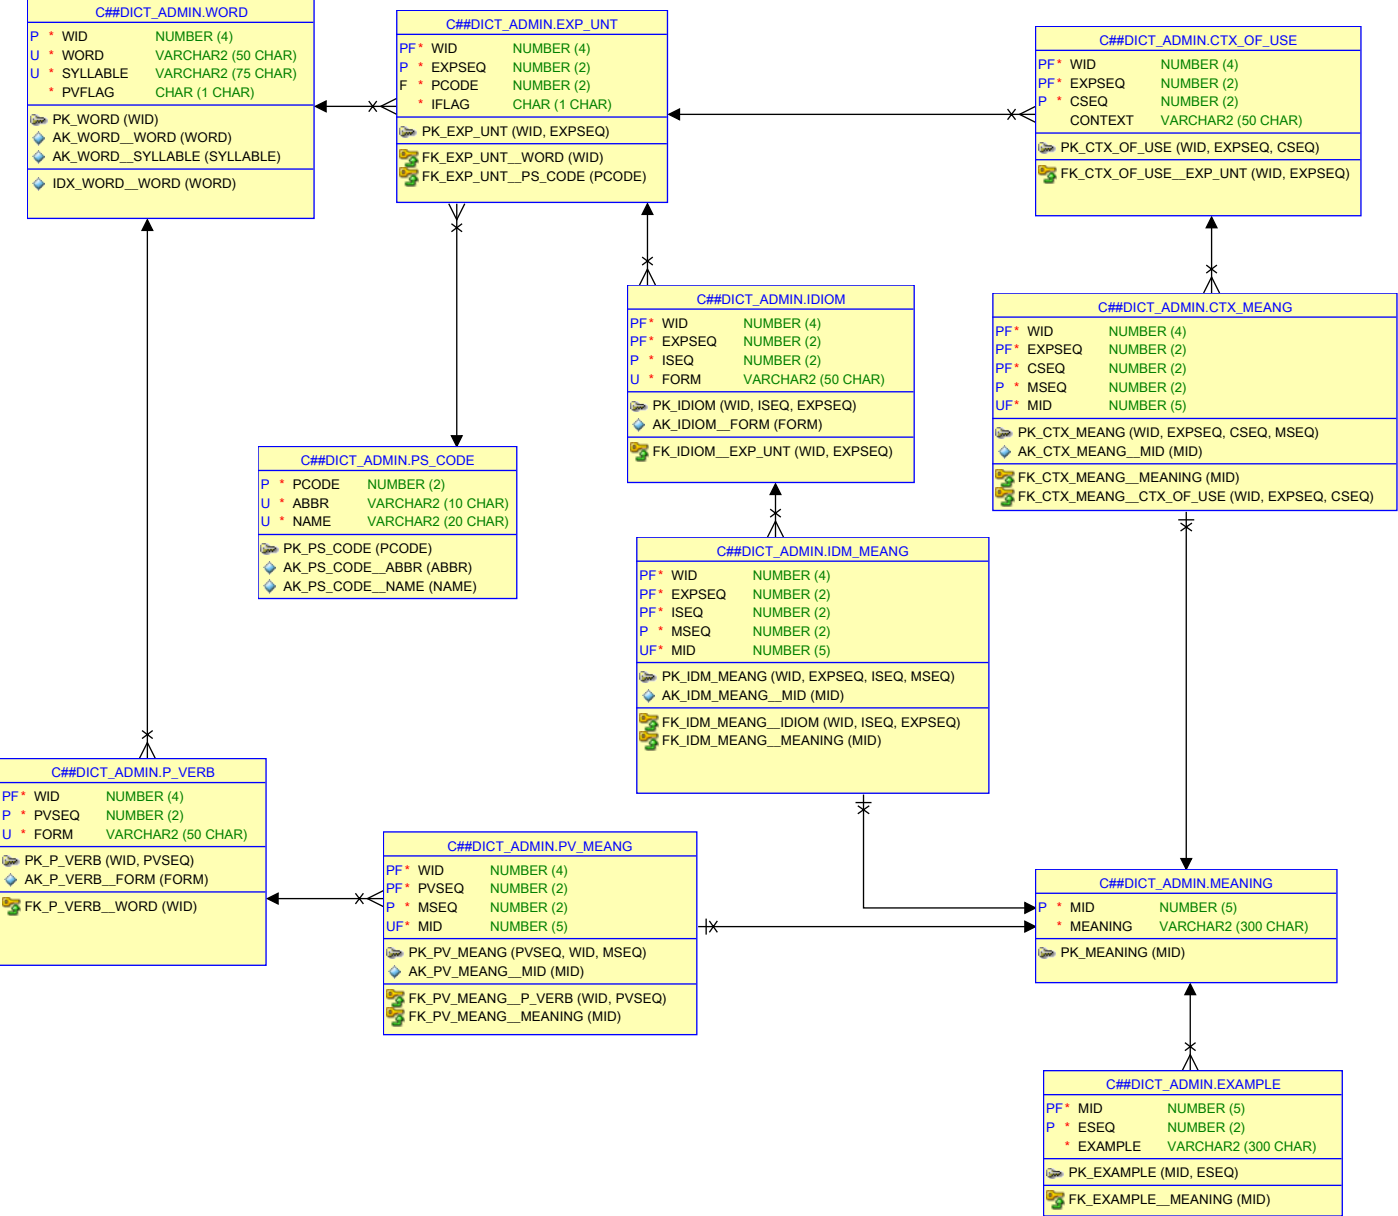 C##DICT_ADMIN.WORD
P * WID NUMBER (4)
U * WORD VARCHAR2 (50 CHAR)
U * SYLLABLE VARCHAR2 (75 CHAR)
* PVFLAG CHAR (1 CHAR)
PK_WORD (WID)
AK_WORD__WORD (WORD)
AK_WORD__SYLLABLE (SYLLABLE)
IDX_WORD__WORD (WORD)
C##DICT_ADMIN.EXP_UNT
PF* WID NUMBER (4)
P * EXPSEQ NUMBER (2)
F * PCODE NUMBER (2)
* IFLAG CHAR (1 CHAR)
PK_EXP_UNT (WID, EXPSEQ)
FK_EXP_UNT__WORD (WID)
FK_EXP_UNT__PS_CODE (PCODE)
C##DICT_ADMIN.CTX_OF_USE
PF* WID NUMBER (4)
PF* EXPSEQ NUMBER (2)
P * CSEQ NUMBER (2)
CONTEXT VARCHAR2 (50 CHAR)
PK_CTX_OF_USE (WID, EXPSEQ, CSEQ)
FK_CTX_OF_USE__EXP_UNT (WID, EXPSEQ)
C##DICT_ADMIN.IDIOM
PF* WID NUMBER (4)
PF* EXPSEQ NUMBER (2)
P * ISEQ NUMBER (2)
U * FORM VARCHAR2 (50 CHAR)
PK_IDIOM (WID, ISEQ, EXPSEQ)
AK_IDIOM__FORM (FORM)
FK_IDIOM__EXP_UNT (WID, EXPSEQ)
C##DICT_ADMIN.CTX_MEANG
PF* WID NUMBER (4)
PF* EXPSEQ NUMBER (2)
PF* CSEQ NUMBER (2)
P * MSEQ NUMBER (2)
UF* MID NUMBER (5)
PK_CTX_MEANG (WID, EXPSEQ, CSEQ, MSEQ)
AK_CTX_MEANG__MID (MID)
FK_CTX_MEANG__MEANING (MID)
FK_CTX_MEANG__CTX_OF_USE (WID, EXPSEQ, CSEQ)
C##DICT_ADMIN.PS_CODE
P * PCODE NUMBER (2)
U * ABBR VARCHAR2 (10 CHAR)
U * NAME VARCHAR2 (20 CHAR)
PK_PS_CODE (PCODE)
AK_PS_CODE__ABBR (ABBR)
AK_PS_CODE__NAME (NAME)
C##DICT_ADMIN.IDM_MEANG
PF* WID NUMBER (4)
PF* EXPSEQ NUMBER (2)
PF* ISEQ NUMBER (2)
P * MSEQ NUMBER (2)
UF* MID NUMBER (5)
PK_IDM_MEANG (WID, EXPSEQ, ISEQ, MSEQ)
AK_IDM_MEANG__MID (MID)
FK_IDM_MEANG__IDIOM (WID, ISEQ, EXPSEQ)
FK_IDM_MEANG__MEANING (MID)
C##DICT_ADMIN.P_VERB
PF* WID NUMBER (4)
P * PVSEQ NUMBER (2)
U * FORM VARCHAR2 (50 CHAR)
PK_P_VERB (WID, PVSEQ)
AK_P_VERB__FORM (FORM)
FK_P_VERB__WORD (WID)
C##DICT_ADMIN.PV_MEANG
PF* WID NUMBER (4)
PF* PVSEQ NUMBER (2)
P * MSEQ NUMBER (2)
UF* MID NUMBER (5)
PK_PV_MEANG (PVSEQ, WID, MSEQ)
AK_PV_MEANG__MID (MID)
FK_PV_MEANG__P_VERB (WID, PVSEQ)
FK_PV_MEANG__MEANING (MID)
C##DICT_ADMIN.MEANING
P * MID NUMBER (5)
* MEANING VARCHAR2 (300 CHAR)
PK_MEANING (MID)
C##DICT_ADMIN.EXAMPLE
PF* MID NUMBER (5)
P * ESEQ NUMBER (2)
* EXAMPLE VARCHAR2 (300 CHAR)
PK_EXAMPLE (MID, ESEQ)
FK_EXAMPLE__MEANING (MID)